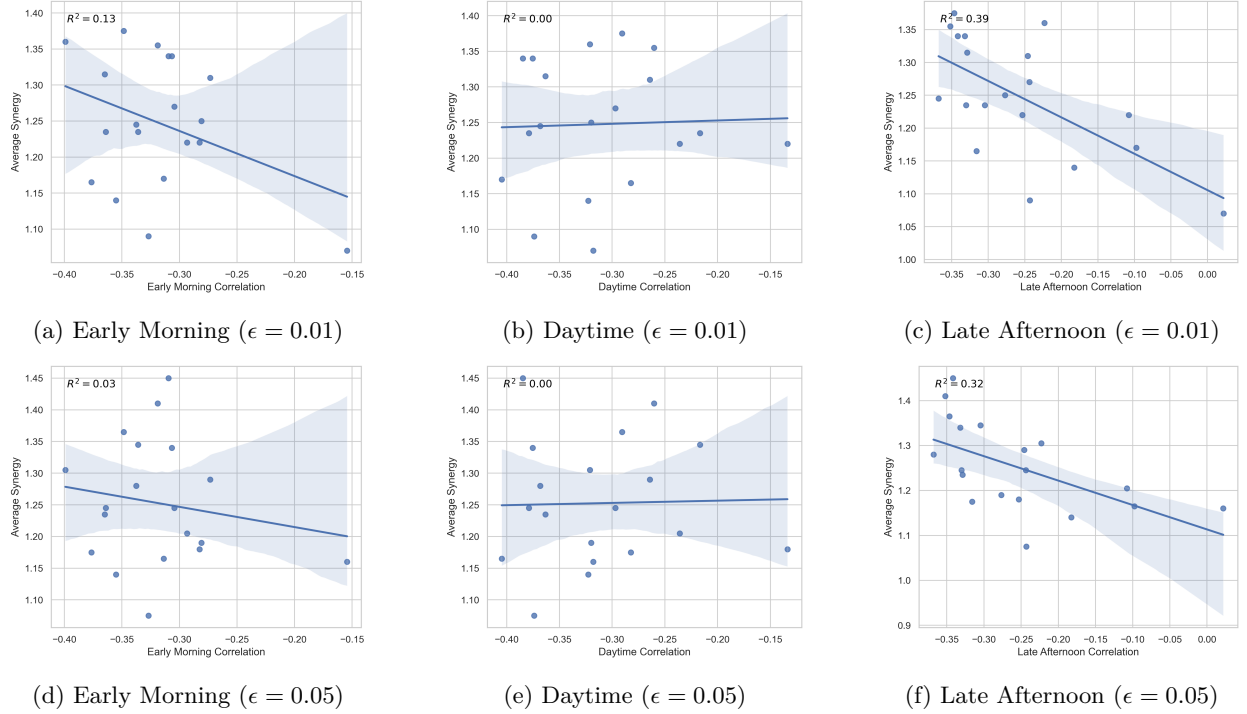 R² = 0.13
1.40
1.35
1.30
1.25
1.20
1.15
1.10
Average Synergy
−0.40 −0.35 −0.30 −0.25 −0.20 −0.15
Early Morning Correlation
(a) Early Morning (ϵ = 0.01)
R² = 0.00
1.40
1.35
1.30
1.25
1.20
1.15
1.10
Average Synergy
−0.40 −0.35 −0.30 −0.25 −0.20 −0.15
Daytime Correlation
(b) Daytime (ϵ = 0.01)
R² = 0.39
1.35
1.30
1.25
1.20
1.15
1.10
1.05
1.00
Average Synergy
−0.35 −0.30 −0.25 −0.20 −0.15 −0.10 −0.05 0.00
Late Afternoon Correlation
(c) Late Afternoon (ϵ = 0.01)
R² = 0.03
1.45
1.40
1.35
1.30
1.25
1.20
1.15
1.10
Average Synergy
−0.40 −0.35 −0.30 −0.25 −0.20 −0.15
Early Morning Correlation
(d) Early Morning (ϵ = 0.05)
R² = 0.00
1.45
1.40
1.35
1.30
1.25
1.20
1.15
1.10
Average Synergy
−0.40 −0.35 −0.30 −0.25 −0.20 −0.15
Daytime Correlation
(e) Daytime (ϵ = 0.05)
R² = 0.32
1.4
1.3
1.2
1.1
1.0
0.9
Average Synergy
−0.35 −0.30 −0.25 −0.20 −0.15 −0.10 −0.05 0.00
Late Afternoon Correlation
(f) Late Afternoon (ϵ = 0.05)